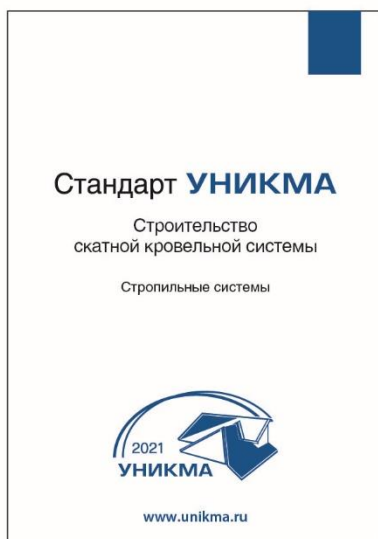 Стандарт УНИКМА
Строительство
скатной кровельной системы
Стропильные системы
2021
УНИКМА
www.unikma.ru